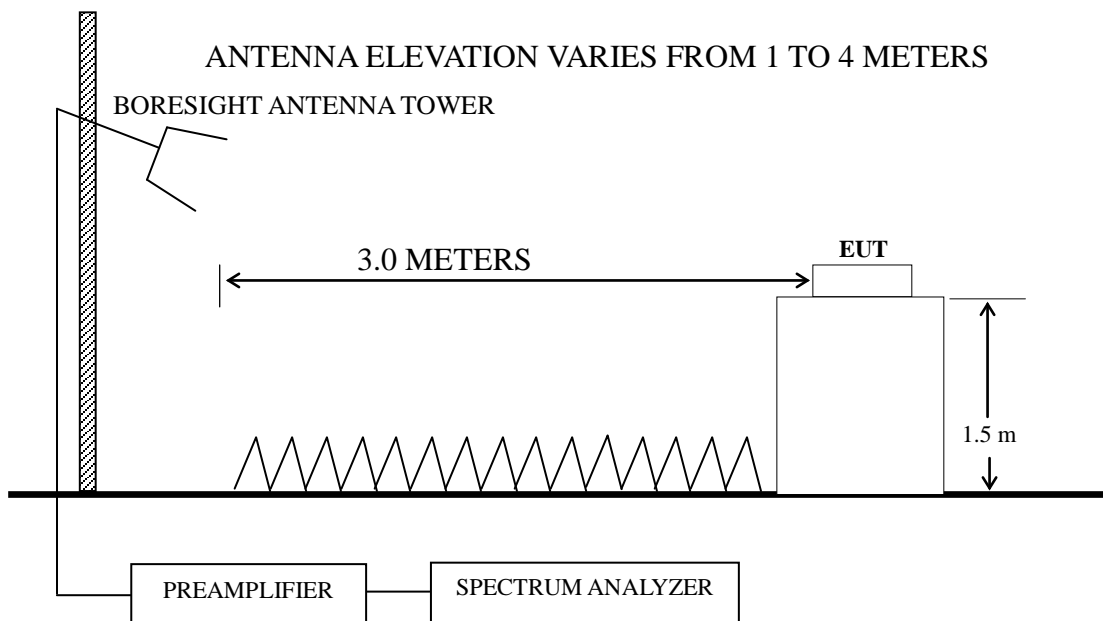 ANTENNA ELEVATION VARIES FROM 1 TO 4 METERS
BORESIGHT ANTENNA TOWER
3.0 METERS
EUT
1.5 m
PREAMPLIFIER
SPECTRUM ANALYZER